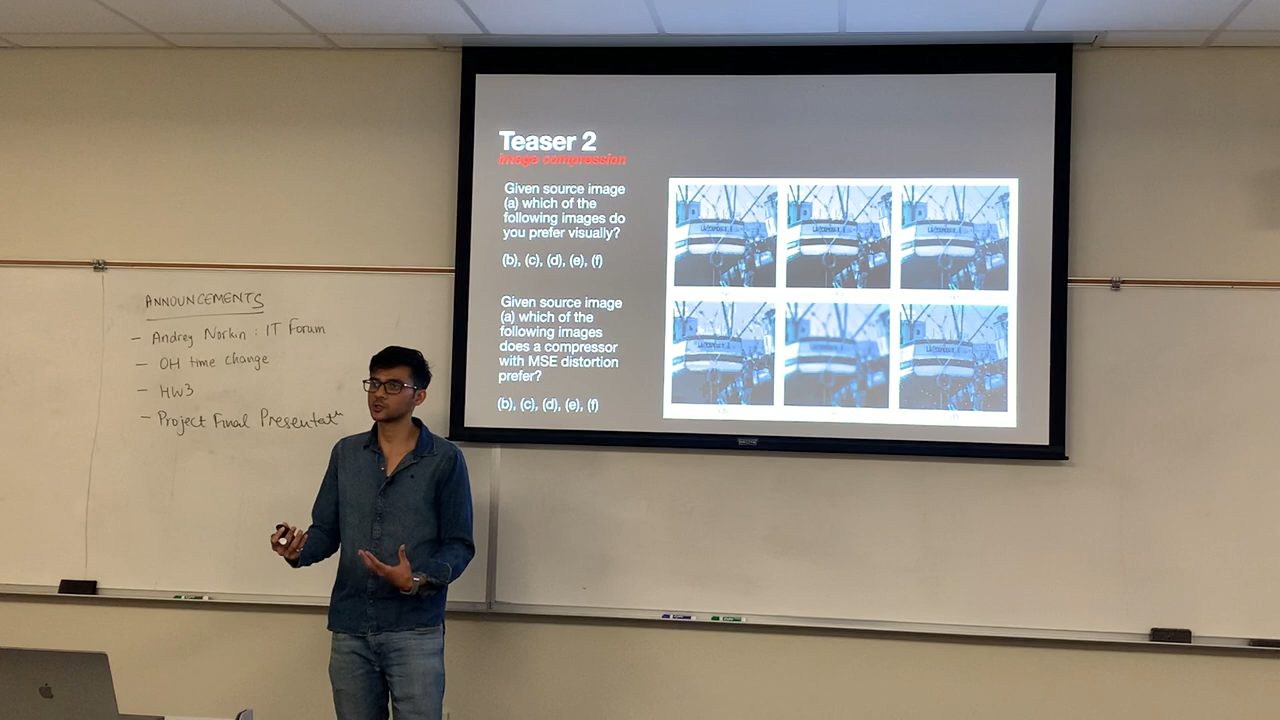 ANNOUNCEMENTS
- Andrey Norkin : IT Forum
- OH time change
- HW3
- Project Final Presentatⁿ
Teaser 2
Image compression
Given source image
(a) which of the
following images do
you prefer visually?
(b), (c), (d), (e), (f)
Given source image
(a) which of the
following images
does a compressor
with MSE distortion
prefer?
(b), (c), (d), (e), (f)